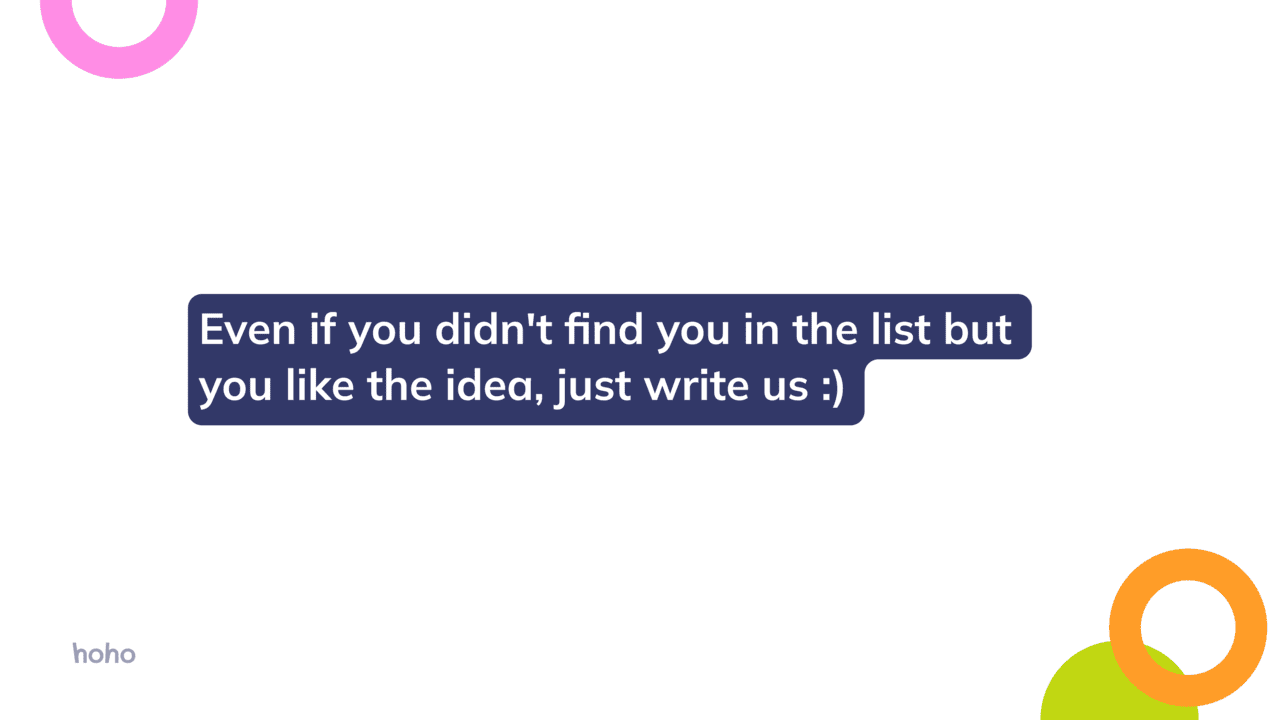 Even if you didn't find you in the list but
you like the idea, just write us :)
hoho